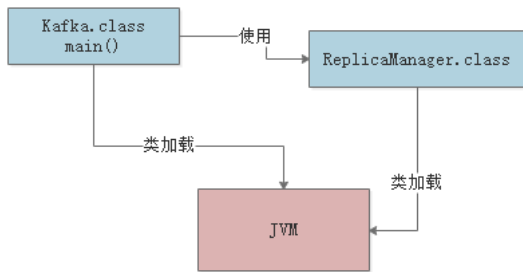 Kafka.class
main()
使用
ReplicaManager.class
类加载
类加载
JVM